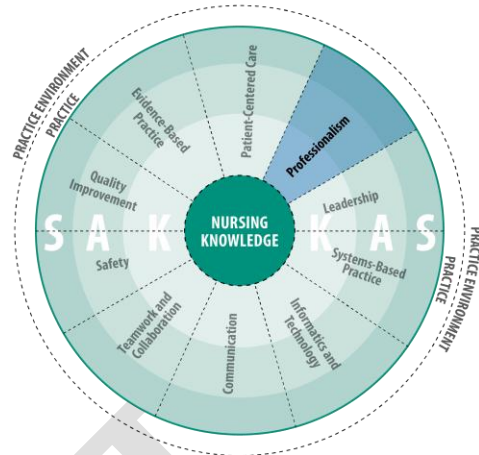 PRACTICE ENVIRONMENT
PRACTICE
Evidence-Based
Practice
Patient-Centered Care
Professionalism
Quality
Improvement
Leadership
S A K
NURSING
KNOWLEDGE
K A S
Safety
Systems-Based
Practice
Teamwork and
Collaboration
Communication
Informatics and
Technology
PRACTICE
PRACTICE ENVIRONMENT